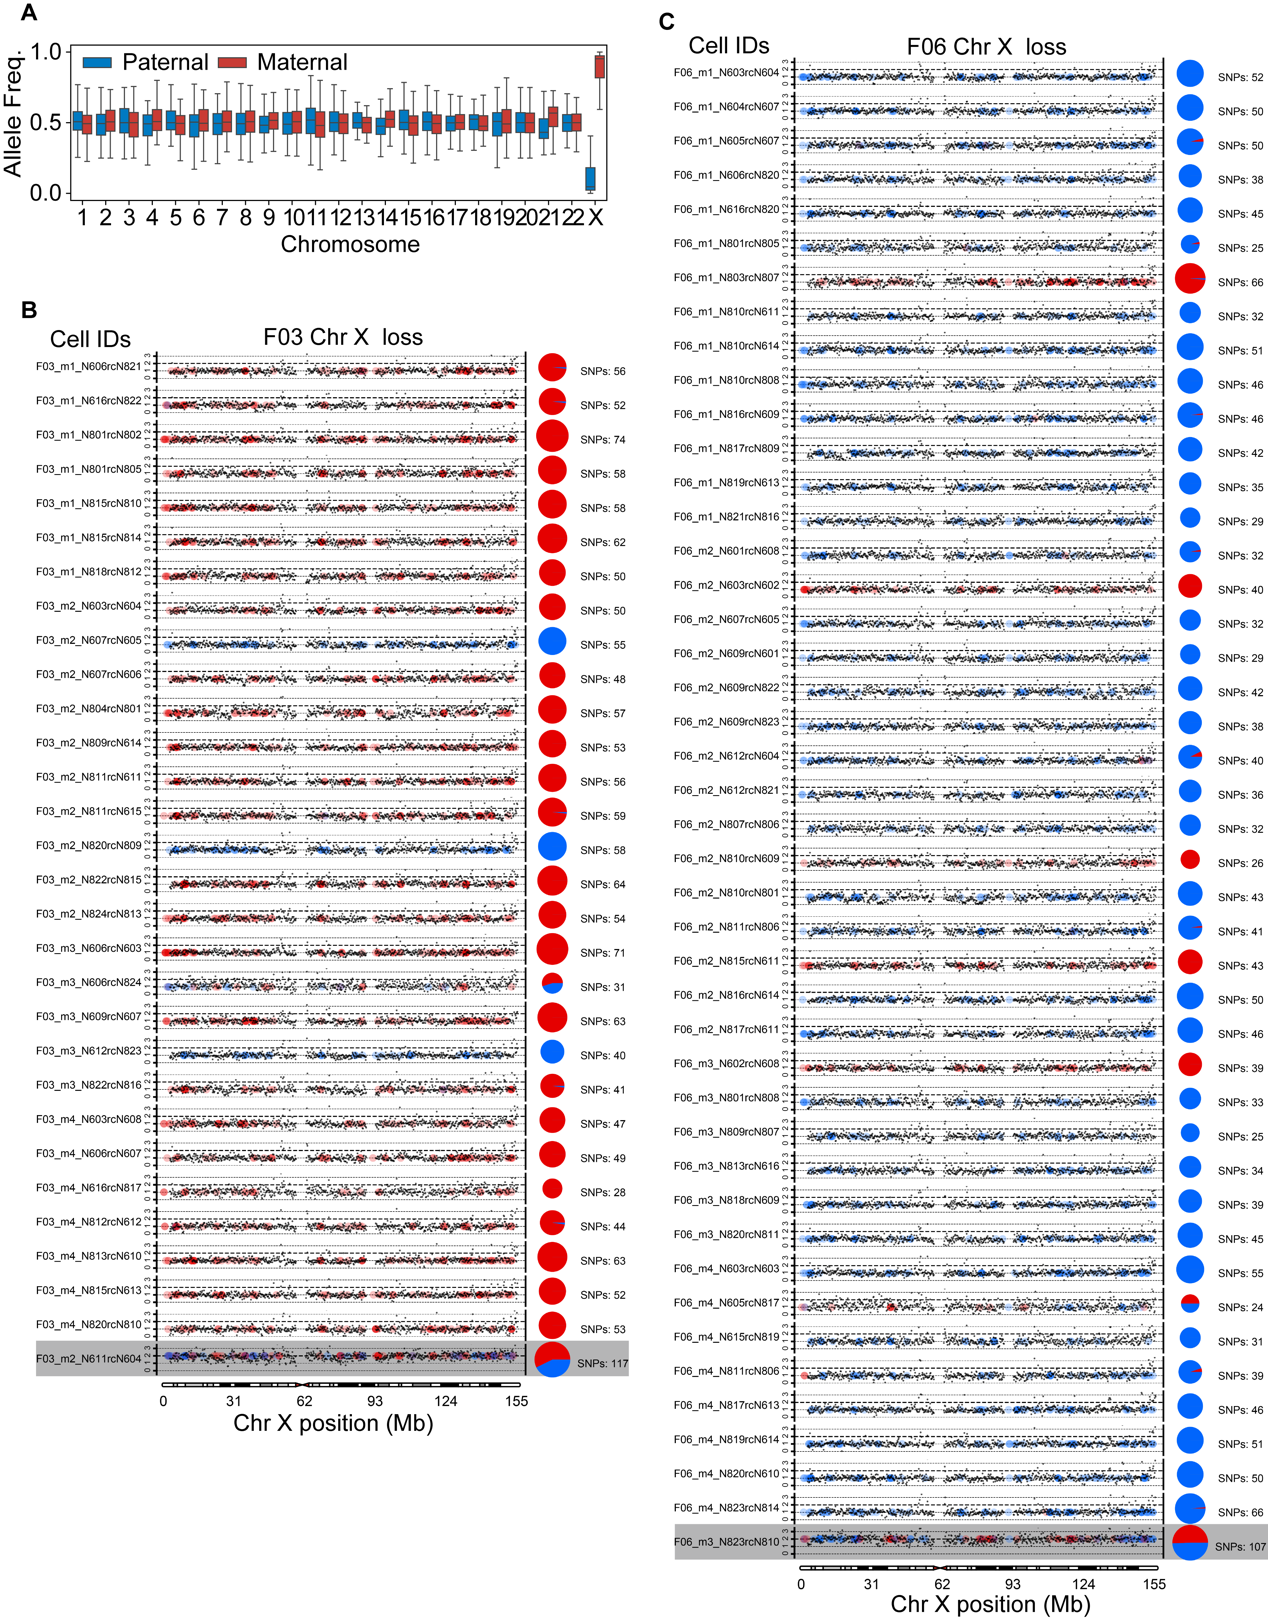 A
1.0
0.5
0.0
Allele Freq.
Paternal
Maternal
1 2 3 4 5 6 7 8 9 10 11 12 13 14 15 16 17 18 19 20 21 22 X
Chromosome
B
Cell IDs
F03 Chr X loss
F03_m1_N606rcN821 SNPs: 56
F03_m1_N616rcN822 SNPs: 52
F03_m1_N801rcN802 SNPs: 74
F03_m1_N801rcN805 SNPs: 58
F03_m1_N815rcN810 SNPs: 58
F03_m1_N815rcN814 SNPs: 62
F03_m1_N818rcN812 SNPs: 50
F03_m2_N603rcN604 SNPs: 50
F03_m2_N607rcN605 SNPs: 55
F03_m2_N607rcN606 SNPs: 48
F03_m2_N804rcN801 SNPs: 57
F03_m2_N809rcN614 SNPs: 53
F03_m2_N811rcN611 SNPs: 56
F03_m2_N811rcN615 SNPs: 59
F03_m2_N820rcN809 SNPs: 58
F03_m2_N822rcN815 SNPs: 64
F03_m2_N824rcN813 SNPs: 54
F03_m3_N606rcN603 SNPs: 71
F03_m3_N606rcN824 SNPs: 31
F03_m3_N609rcN607 SNPs: 63
F03_m3_N612rcN823 SNPs: 40
F03_m3_N822rcN816 SNPs: 41
F03_m4_N603rcN608 SNPs: 47
F03_m4_N606rcN607 SNPs: 49
F03_m4_N616rcN817 SNPs: 28
F03_m4_N812rcN612 SNPs: 44
F03_m4_N813rcN610 SNPs: 63
F03_m4_N815rcN613 SNPs: 52
F03_m4_N820rcN810 SNPs: 53
F03_m2_N611rcN604 SNPs: 117
0 31 62 93 124 155
Chr X position (Mb)
C
Cell IDs
F06 Chr X loss
F06_m1_N603rcN604 SNPs: 52
F06_m1_N604rcN607 SNPs: 50
F06_m1_N605rcN607 SNPs: 50
F06_m1_N606rcN820 SNPs: 38
F06_m1_N616rcN820 SNPs: 45
F06_m1_N801rcN805 SNPs: 25
F06_m1_N803rcN807 SNPs: 66
F06_m1_N810rcN611 SNPs: 32
F06_m1_N810rcN614 SNPs: 51
F06_m1_N810rcN808 SNPs: 46
F06_m1_N816rcN609 SNPs: 46
F06_m1_N817rcN809 SNPs: 42
F06_m1_N819rcN613 SNPs: 35
F06_m1_N821rcN816 SNPs: 29
F06_m2_N601rcN608 SNPs: 32
F06_m2_N603rcN602 SNPs: 40
F06_m2_N607rcN605 SNPs: 32
F06_m2_N609rcN601 SNPs: 29
F06_m2_N609rcN822 SNPs: 42
F06_m2_N609rcN823 SNPs: 38
F06_m2_N612rcN604 SNPs: 40
F06_m2_N612rcN821 SNPs: 36
F06_m2_N807rcN806 SNPs: 32
F06_m2_N810rcN609 SNPs: 26
F06_m2_N810rcN801 SNPs: 43
F06_m2_N811rcN806 SNPs: 41
F06_m2_N815rcN611 SNPs: 43
F06_m2_N816rcN614 SNPs: 50
F06_m2_N817rcN611 SNPs: 46
F06_m3_N602rcN608 SNPs: 39
F06_m3_N801rcN808 SNPs: 33
F06_m3_N809rcN807 SNPs: 25
F06_m3_N813rcN616 SNPs: 34
F06_m3_N818rcN609 SNPs: 39
F06_m3_N820rcN811 SNPs: 45
F06_m4_N603rcN603 SNPs: 55
F06_m4_N605rcN817 SNPs: 24
F06_m4_N615rcN819 SNPs: 31
F06_m4_N811rcN806 SNPs: 39
F06_m4_N817rcN613 SNPs: 46
F06_m4_N819rcN614 SNPs: 51
F06_m4_N820rcN610 SNPs: 50
F06_m4_N823rcN814 SNPs: 66
F06_m3_N823rcN810 SNPs: 107
0 31 62 93 124 155
Chr X position (Mb)